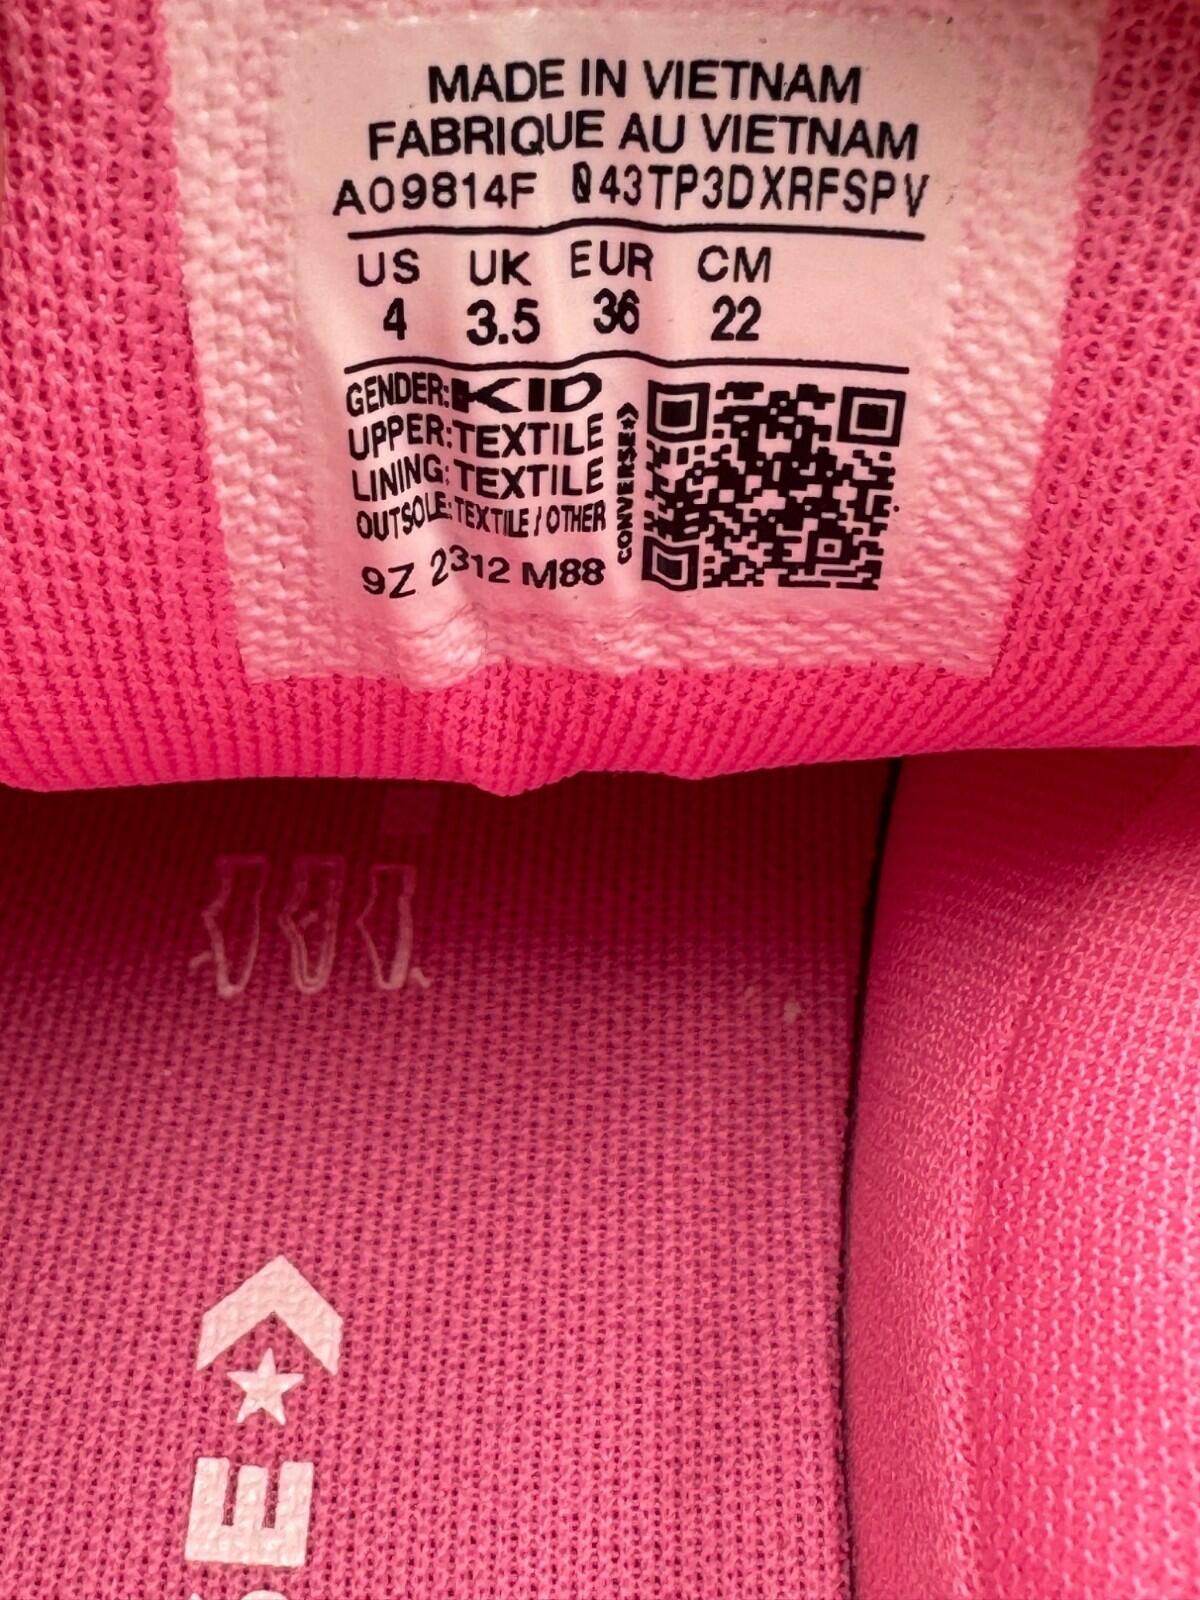 MADE IN VIETNAM
FABRIQUE AU VIETNAM
A09814F 043TP3DXRFSPV
US UK EUR CM
4 3.5 36 22
GENDER: KID
UPPER: TEXTILE
LINING: TEXTILE
OUTSOLE: TEXTILE / OTHER
9Z 2312 M88
CONVERSE
E